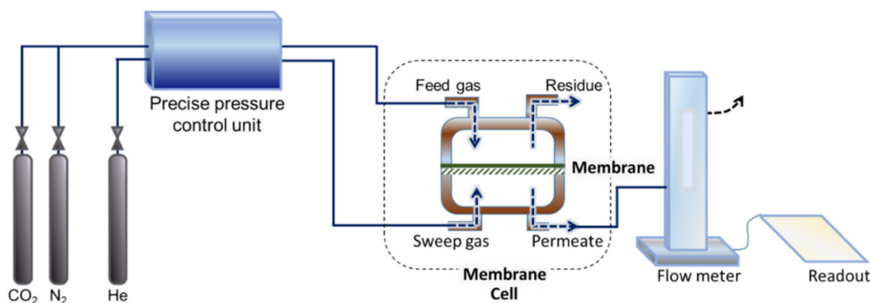 Precise pressure
control unit
Feed gas
Residue
Membrane
Sweep gas
Permeate
Membrane
Cell
Flow meter
Readout
CO₂
N₂
He